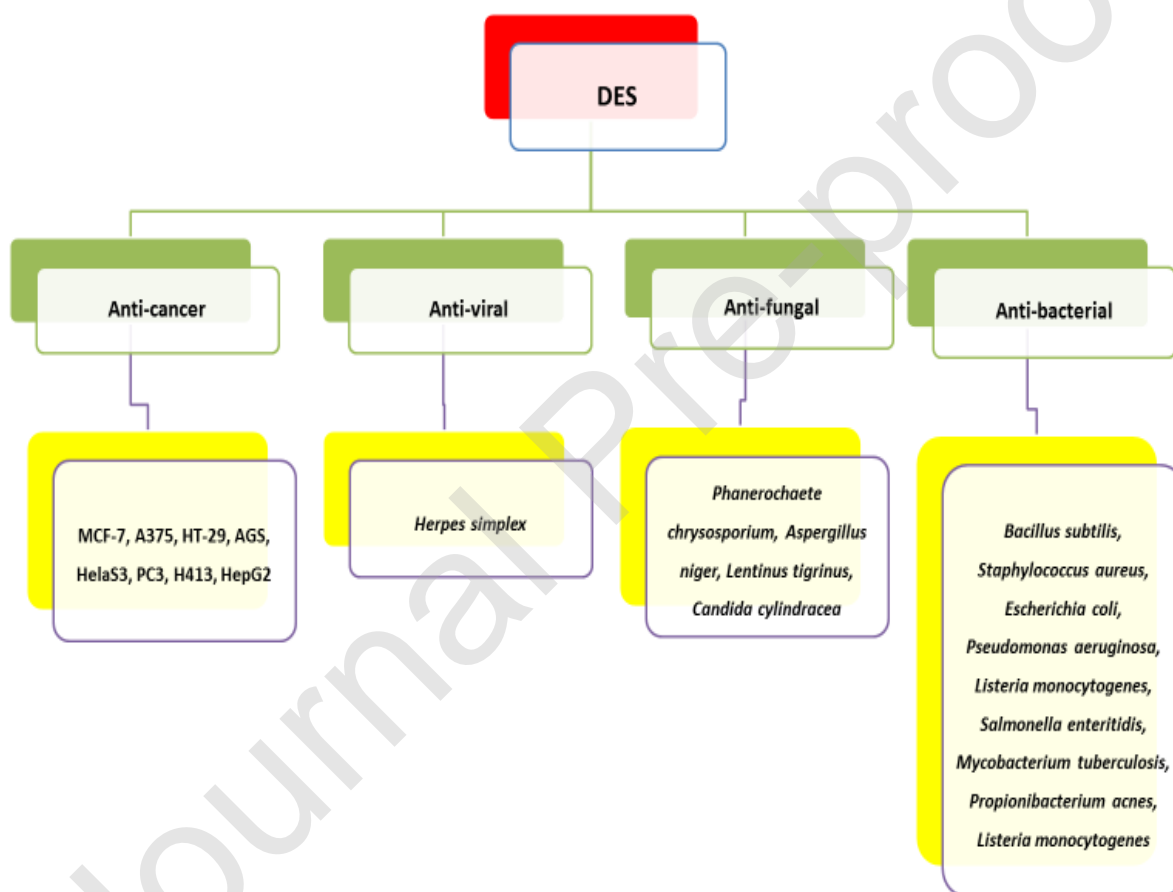 DES
Anti-cancer
Anti-viral
Anti-fungal
Anti-bacterial
MCF-7, A375, HT-29, AGS,
HelaS3, PC3, H413, HepG2
Herpes simplex
Phanerochaete
chrysosporium, Aspergillus
niger, Lentinus tigrinus,
Candida cylindracea
Bacillus subtilis,
Staphylococcus aureus,
Escherichia coli,
Pseudomonas aeruginosa,
Listeria monocytogenes,
Salmonella enteritidis,
Mycobacterium tuberculosis,
Propionibacterium acnes,
Listeria monocytogenes
Journal Pre-proo